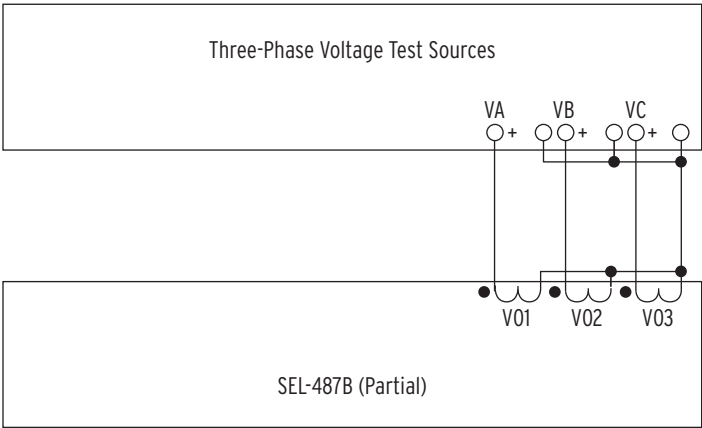 Three-Phase Voltage Test Sources
VA VB VC
+ + +
V01 V02 V03
SEL-487B (Partial)